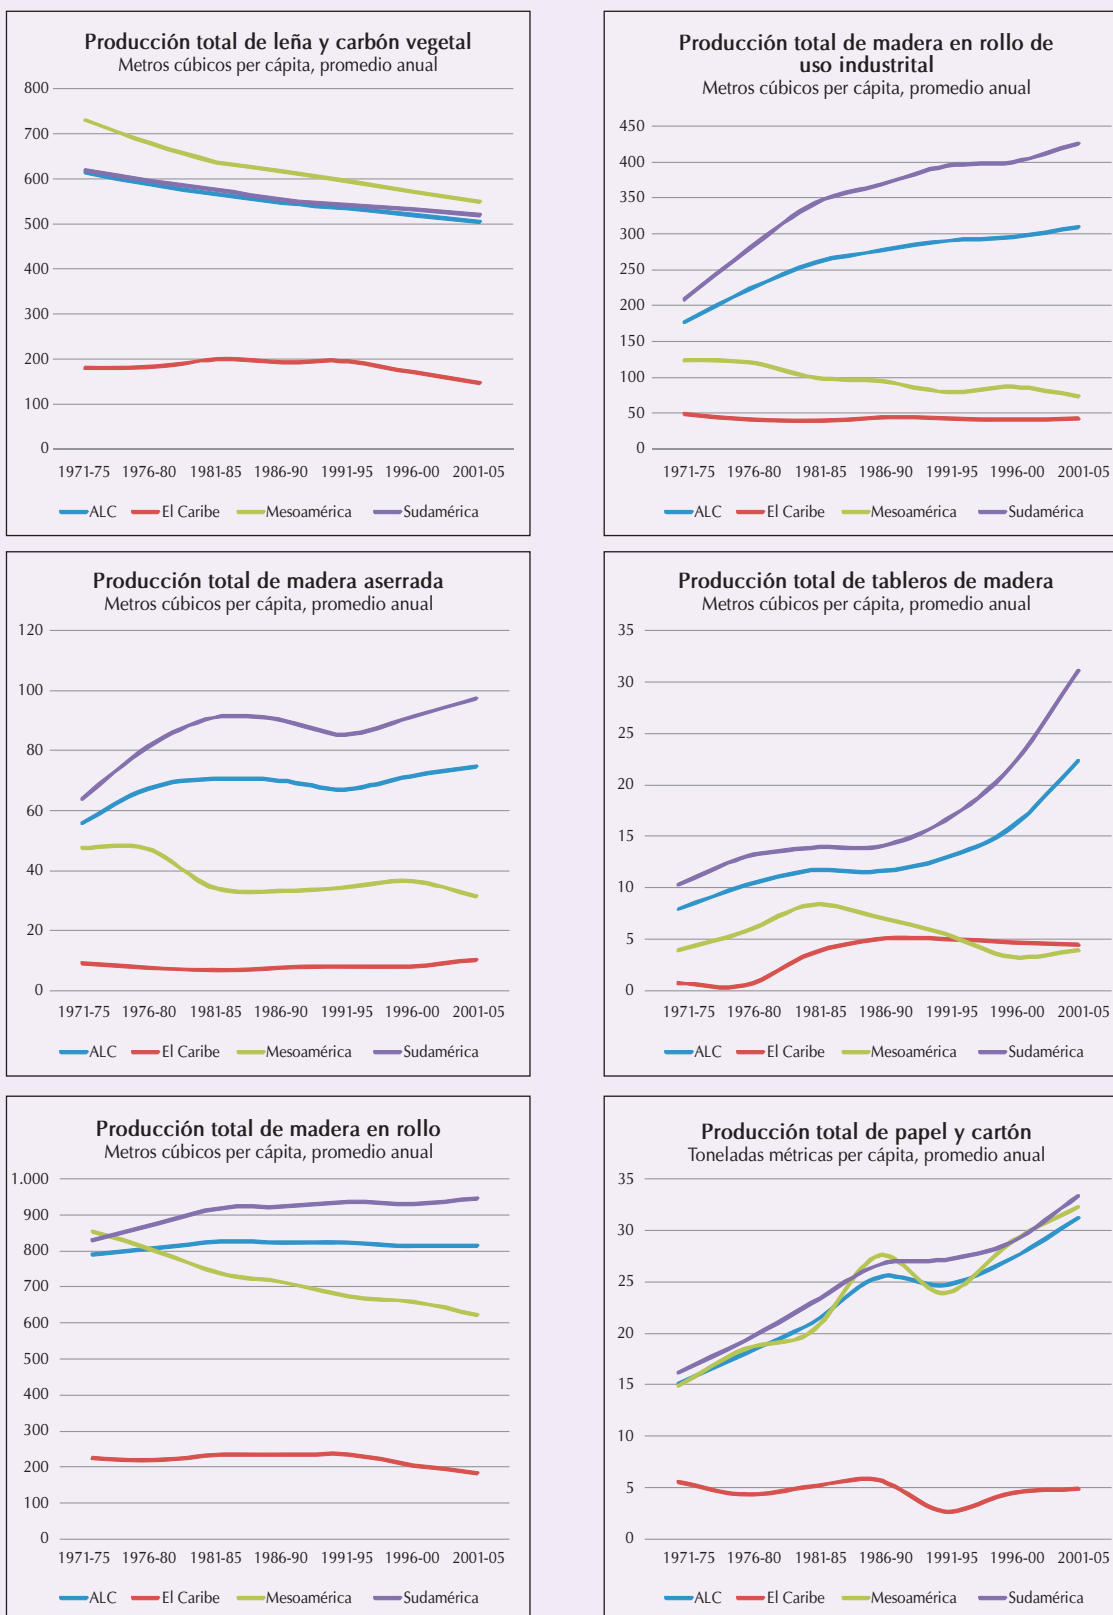 Producción total de leña y carbón vegetal
Metros cúbicos per cápita, promedio anual
800
700
600
500
400
300
200
100
0
1971-75 1976-80 1981-85 1986-90 1991-95 1996-00 2001-05
ALC El Caribe Mesoamérica Sudamérica
Producción total de madera en rollo de
uso industrital
Metros cúbicos per cápita, promedio anual
450
400
350
300
250
200
150
100
50
0
1971-75 1976-80 1981-85 1986-90 1991-95 1996-00 2001-05
ALC El Caribe Mesoamérica Sudamérica
Producción total de madera aserrada
Metros cúbicos per cápita, promedio anual
120
100
80
60
40
20
0
1971-75 1976-80 1981-85 1986-90 1991-95 1996-00 2001-05
ALC El Caribe Mesoamérica Sudamérica
Producción total de tableros de madera
Metros cúbicos per cápita, promedio anual
35
30
25
20
15
10
5
0
1971-75 1976-80 1981-85 1986-90 1991-95 1996-00 2001-05
ALC El Caribe Mesoamérica Sudamérica
Producción total de madera en rollo
Metros cúbicos per cápita, promedio anual
1.000
900
800
700
600
500
400
300
200
100
0
1971-75 1976-80 1981-85 1986-90 1991-95 1996-00 2001-05
ALC El Caribe Mesoamérica Sudamérica
Producción total de papel y cartón
Toneladas métricas per cápita, promedio anual
35
30
25
20
15
10
5
0
1971-75 1976-80 1981-85 1986-90 1991-95 1996-00 2001-05
ALC El Caribe Mesoamérica Sudamérica